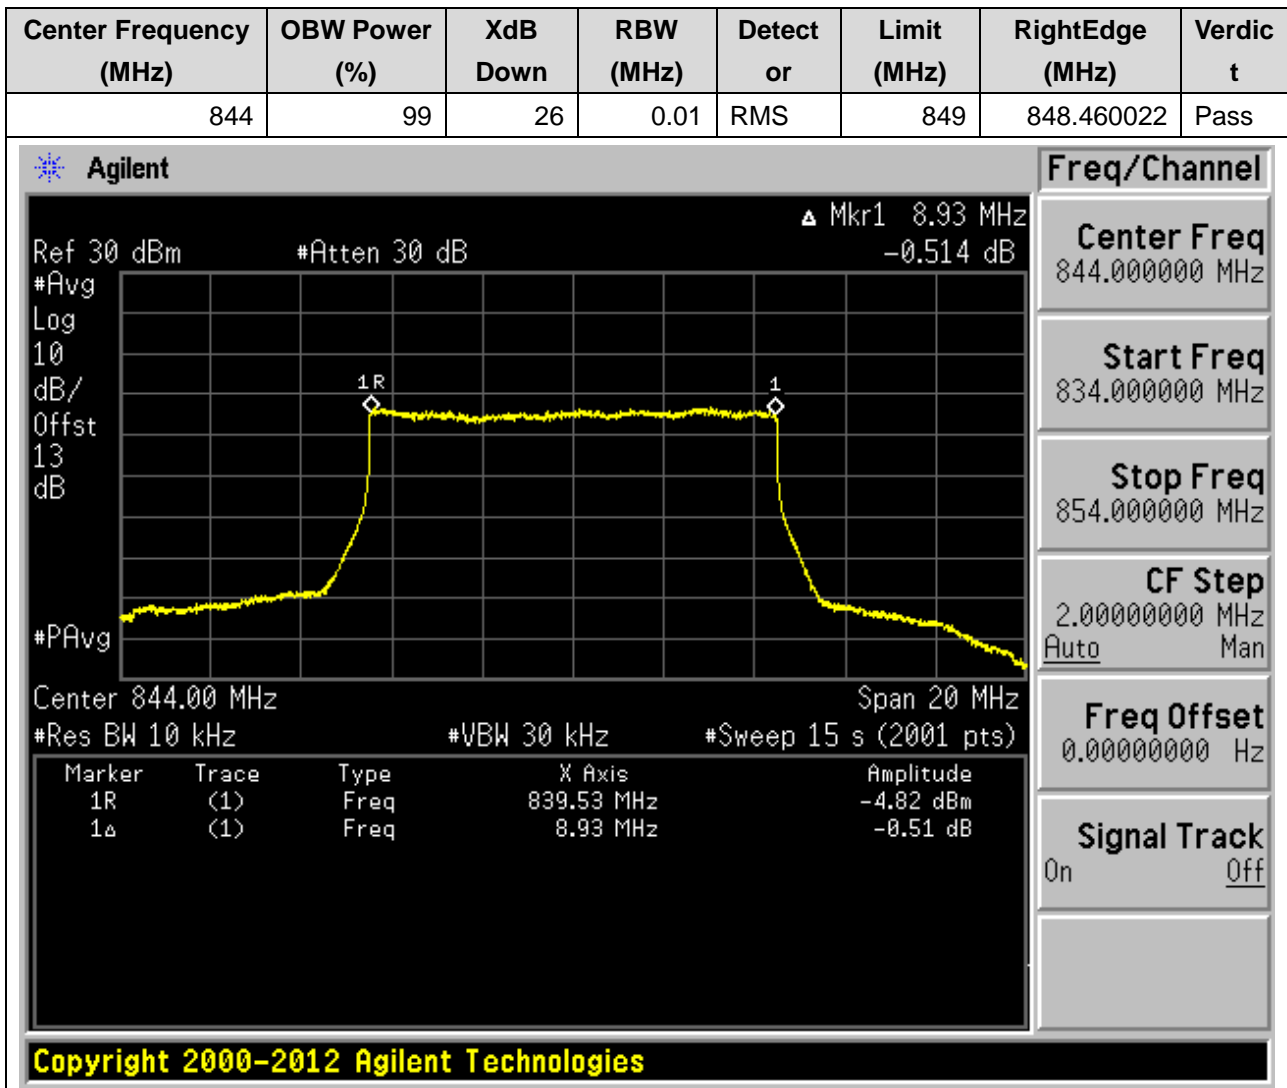 Center Frequency (MHz) OBW Power (%) XdB Down RBW (MHz) Detect or Limit (MHz) RightEdge (MHz) Verdic t
844 99 26 0.01 RMS 849 848.460022 Pass
Agilent
Freq/Channel
Δ Mkr1 8.93 MHz
Ref 30 dBm #Atten 30 dB -0.514 dB
#Avg
Log
10
dB/
Offst
13
dB
1R
1
#PAvg
Center 844.00 MHz Span 20 MHz
#Res BW 10 kHz #VBW 30 kHz #Sweep 15 s (2001 pts)
Marker Trace Type X Axis Amplitude
1R (1) Freq 839.53 MHz -4.82 dBm
1Δ (1) Freq 8.93 MHz -0.51 dB
Center Freq
844.000000 MHz
Start Freq
834.000000 MHz
Stop Freq
854.000000 MHz
CF Step
2.00000000 MHz
Auto Man
Freq Offset
0.00000000 Hz
Signal Track
On Off
Copyright 2000-2012 Agilent Technologies